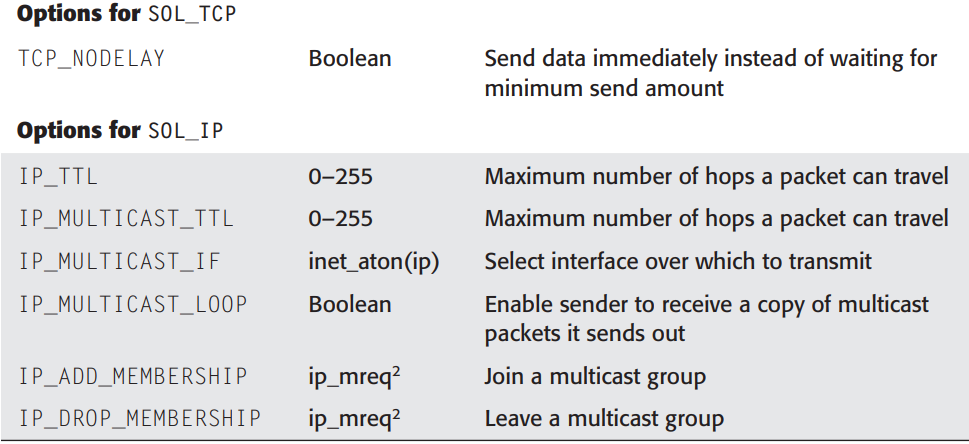 Options for SOL_TCP
TCP_NODELAY Boolean Send data immediately instead of waiting for
minimum send amount
Options for SOL_IP
IP_TTL 0–255 Maximum number of hops a packet can travel
IP_MULTICAST_TTL 0–255 Maximum number of hops a packet can travel
IP_MULTICAST_IF inet_aton(ip) Select interface over which to transmit
IP_MULTICAST_LOOP Boolean Enable sender to receive a copy of multicast
packets it sends out
IP_ADD_MEMBERSHIP ip_mreq² Join a multicast group
IP_DROP_MEMBERSHIP ip_mreq² Leave a multicast group